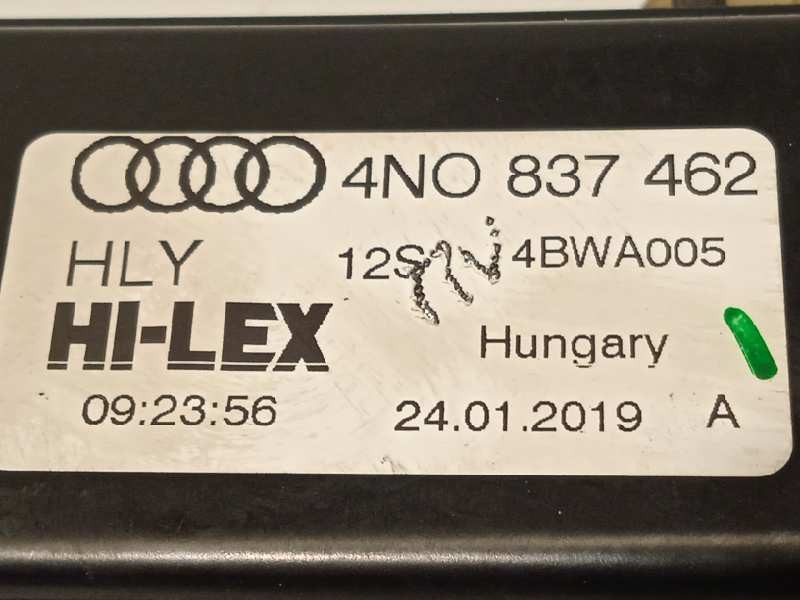 4N0 837 462
HLY
12S 4BWA005
HI-LEX
Hungary
09:23:56
24.01.2019 A